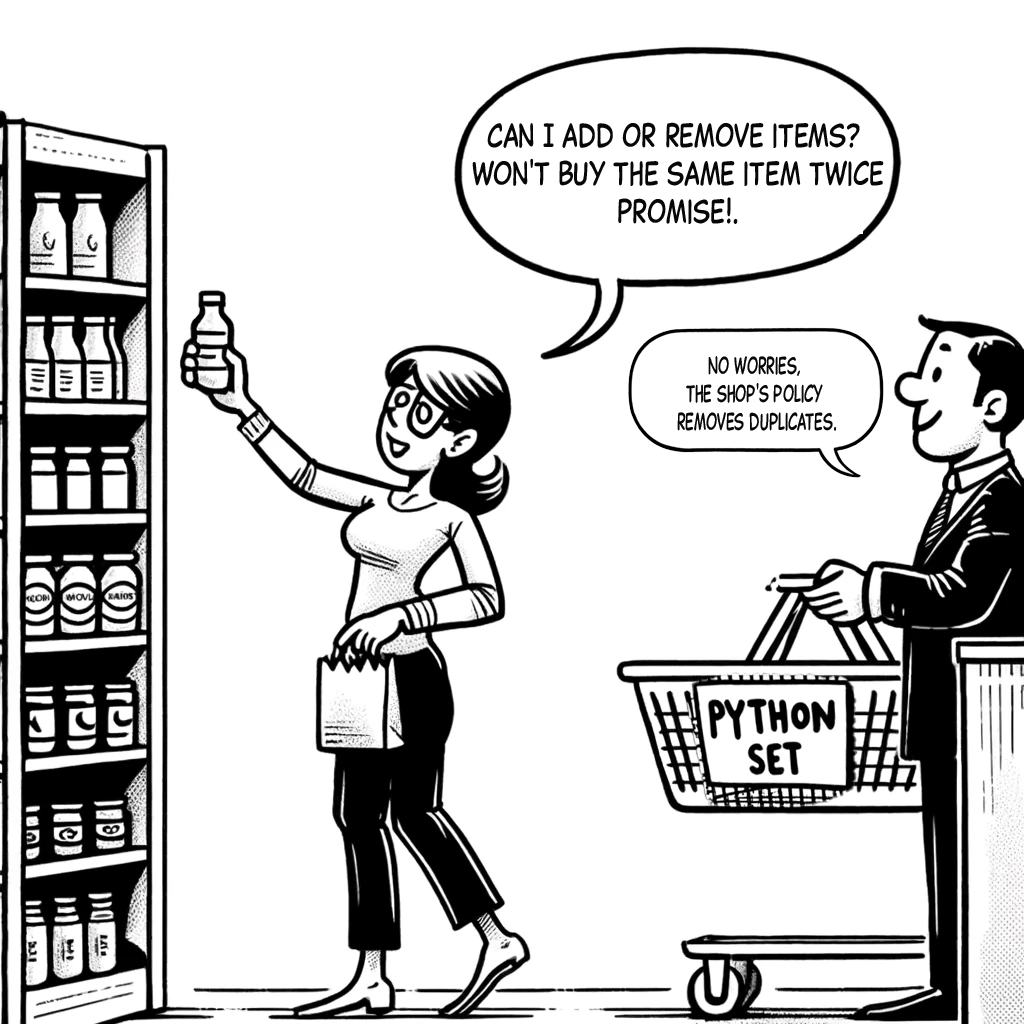 CAN I ADD OR REMOVE ITEMS?
WON'T BUY THE SAME ITEM TWICE
PROMISE!.
NO WORRIES,
THE SHOP'S POLICY
REMOVES DUPLICATES.
PYTHON
SET